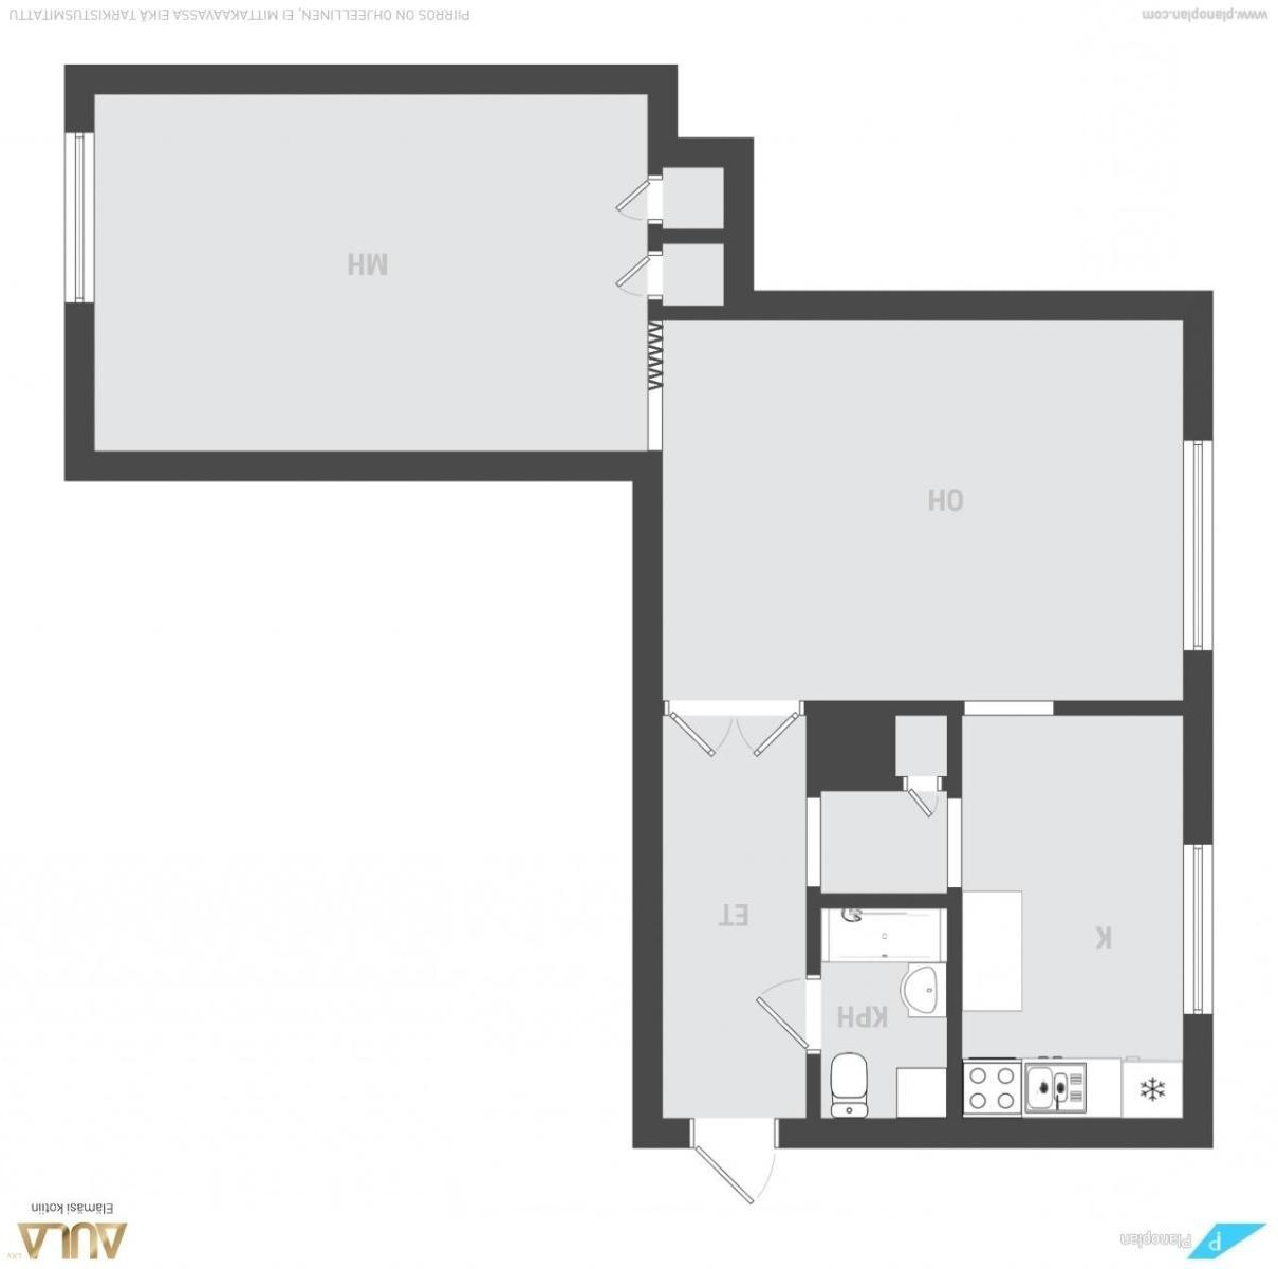 PIIRROS ON OHJEELLINEN, EI MITTAKAAVASSA EIKÄ TARKISTUSMITATTU
www.planoplan.com
MH
OH
ET
K
KPH
Elämäsi kotiin
AULA
LKV
Planoplan
P